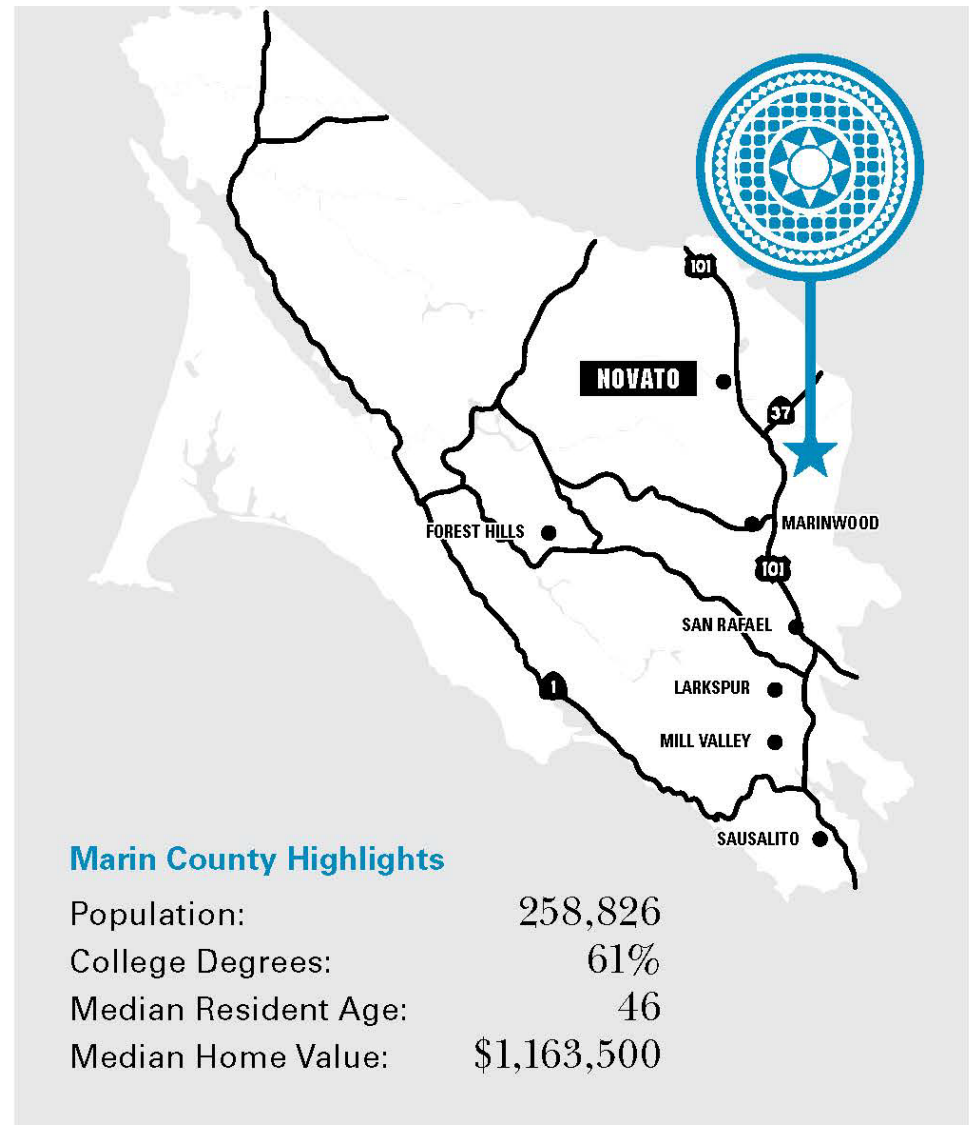 101
NOVATO
37
MARINWOOD
FOREST HILLS
101
SAN RAFAEL
LARKSPUR
1
MILL VALLEY
SAUSALITO
Marin County Highlights
Population: 258,826
College Degrees: 61%
Median Resident Age: 46
Median Home Value: $1,163,500